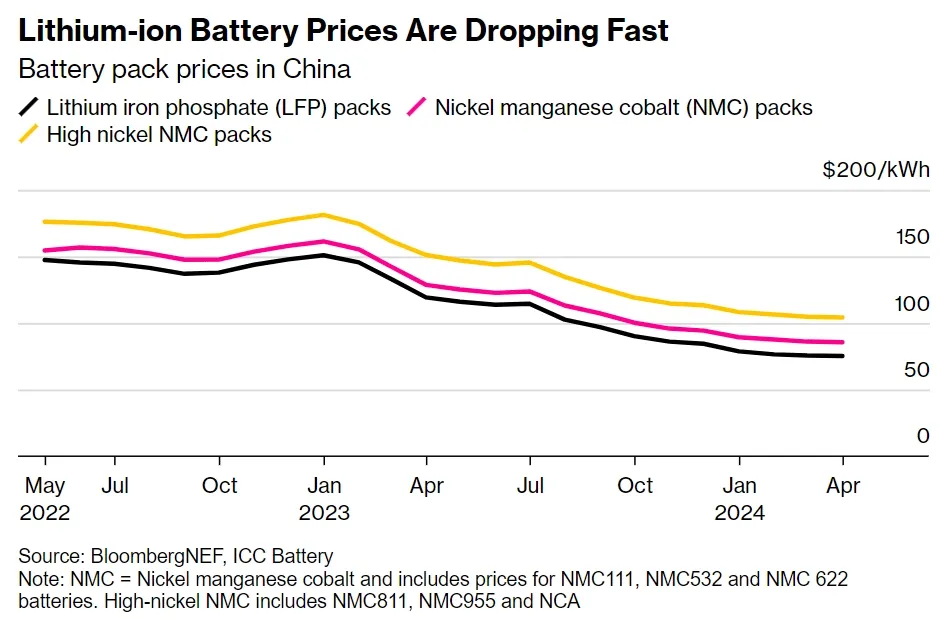 Lithium-ion Battery Prices Are Dropping Fast
Battery pack prices in China
Lithium iron phosphate (LFP) packs Nickel manganese cobalt (NMC) packs
High nickel NMC packs
$200/kWh
150
100
50
0
May Jul Oct Jan Apr Jul Oct Jan Apr
2022 2023 2024
Source: BloombergNEF, ICC Battery
Note: NMC = Nickel manganese cobalt and includes prices for NMC111, NMC532 and NMC 622
batteries. High-nickel NMC includes NMC811, NMC955 and NCA